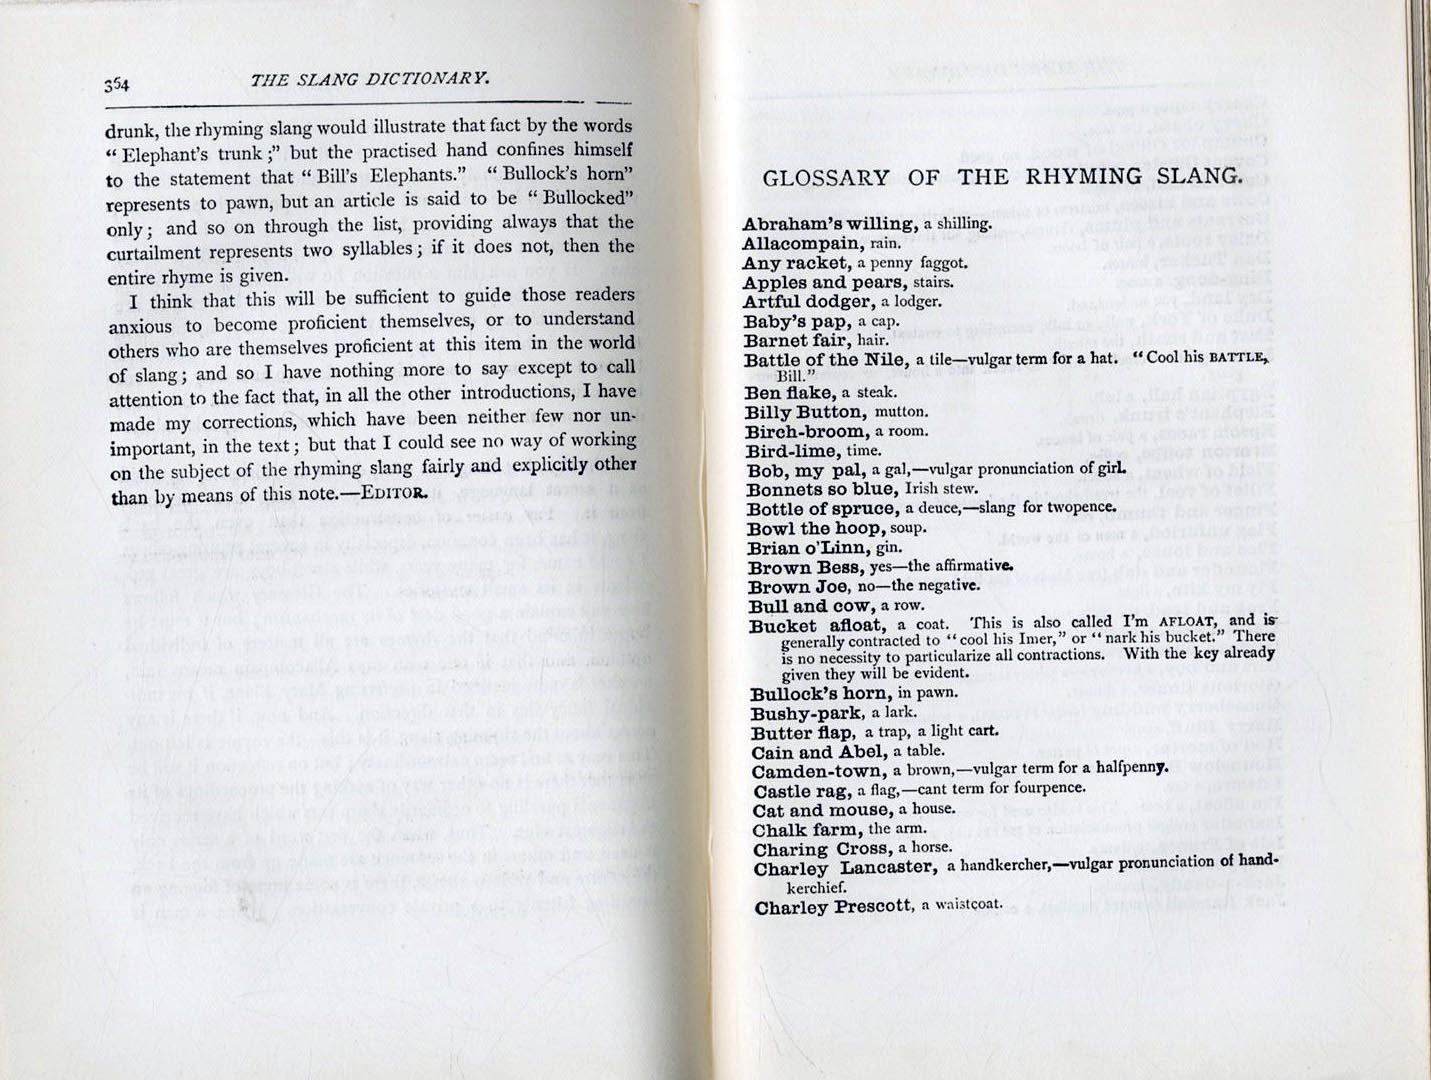 354
THE SLANG DICTIONARY.
drunk, the rhyming slang would illustrate that fact by the words
“ Elephant's trunk ;” but the practised hand confines himself
to the statement that “ Bill's Elephants.” “ Bullock's horn”
represents to pawn, but an article is said to be “ Bullocked”
only ; and so on through the list, providing always that the
curtailment represents two syllables ; if it does not, then the
entire rhyme is given.
I think that this will be sufficient to guide those readers
anxious to become proficient themselves, or to understand
others who are themselves proficient at this item in the world
of slang ; and so I have nothing more to say except to call
attention to the fact that, in all the other introductions, I have
made my corrections, which have been neither few nor un-
important, in the text ; but that I could see no way of working
on the subject of the rhyming slang fairly and explicitly other
than by means of this note.—EDITOR.
GLOSSARY OF THE RHYMING SLANG.
Abraham's willing, a shilling.
Allacompain, rain.
Any racket, a penny faggot.
Apples and pears, stairs.
Artful dodger, a lodger.
Baby's pap, a cap.
Barnet fair, hair.
Battle of the Nile, a tile—vulgar term for a hat. “ Cool his BATTLE,
Bill.”
Ben flake, a steak.
Billy Button, mutton.
Birch-broom, a room.
Bird-lime, time.
Bob, my pal, a gal,—vulgar pronunciation of girl.
Bonnets so blue, Irish stew.
Bottle of spruce, a deuce,—slang for twopence.
Bowl the hoop, soup.
Brian o'Linn, gin.
Brown Bess, yes—the affirmative.
Brown Joe, no—the negative.
Bull and cow, a row.
Bucket afloat, a coat. This is also called I'm AFLOAT, and is
generally contracted to “ cool his Imer,” or “ nark his bucket.” There
is no necessity to particularize all contractions. With the key already
given they will be evident.
Bullock's horn, in pawn.
Bushy-park, a lark.
Butter flap, a trap, a light cart.
Cain and Abel, a table.
Camden-town, a brown,—vulgar term for a halfpenny.
Castle rag, a flag,—cant term for fourpence.
Cat and mouse, a house.
Chalk farm, the arm.
Charing Cross, a horse.
Charley Lancaster, a handkercher,—vulgar pronunciation of hand-
kerchief.
Charley Prescott, a waistcoat.